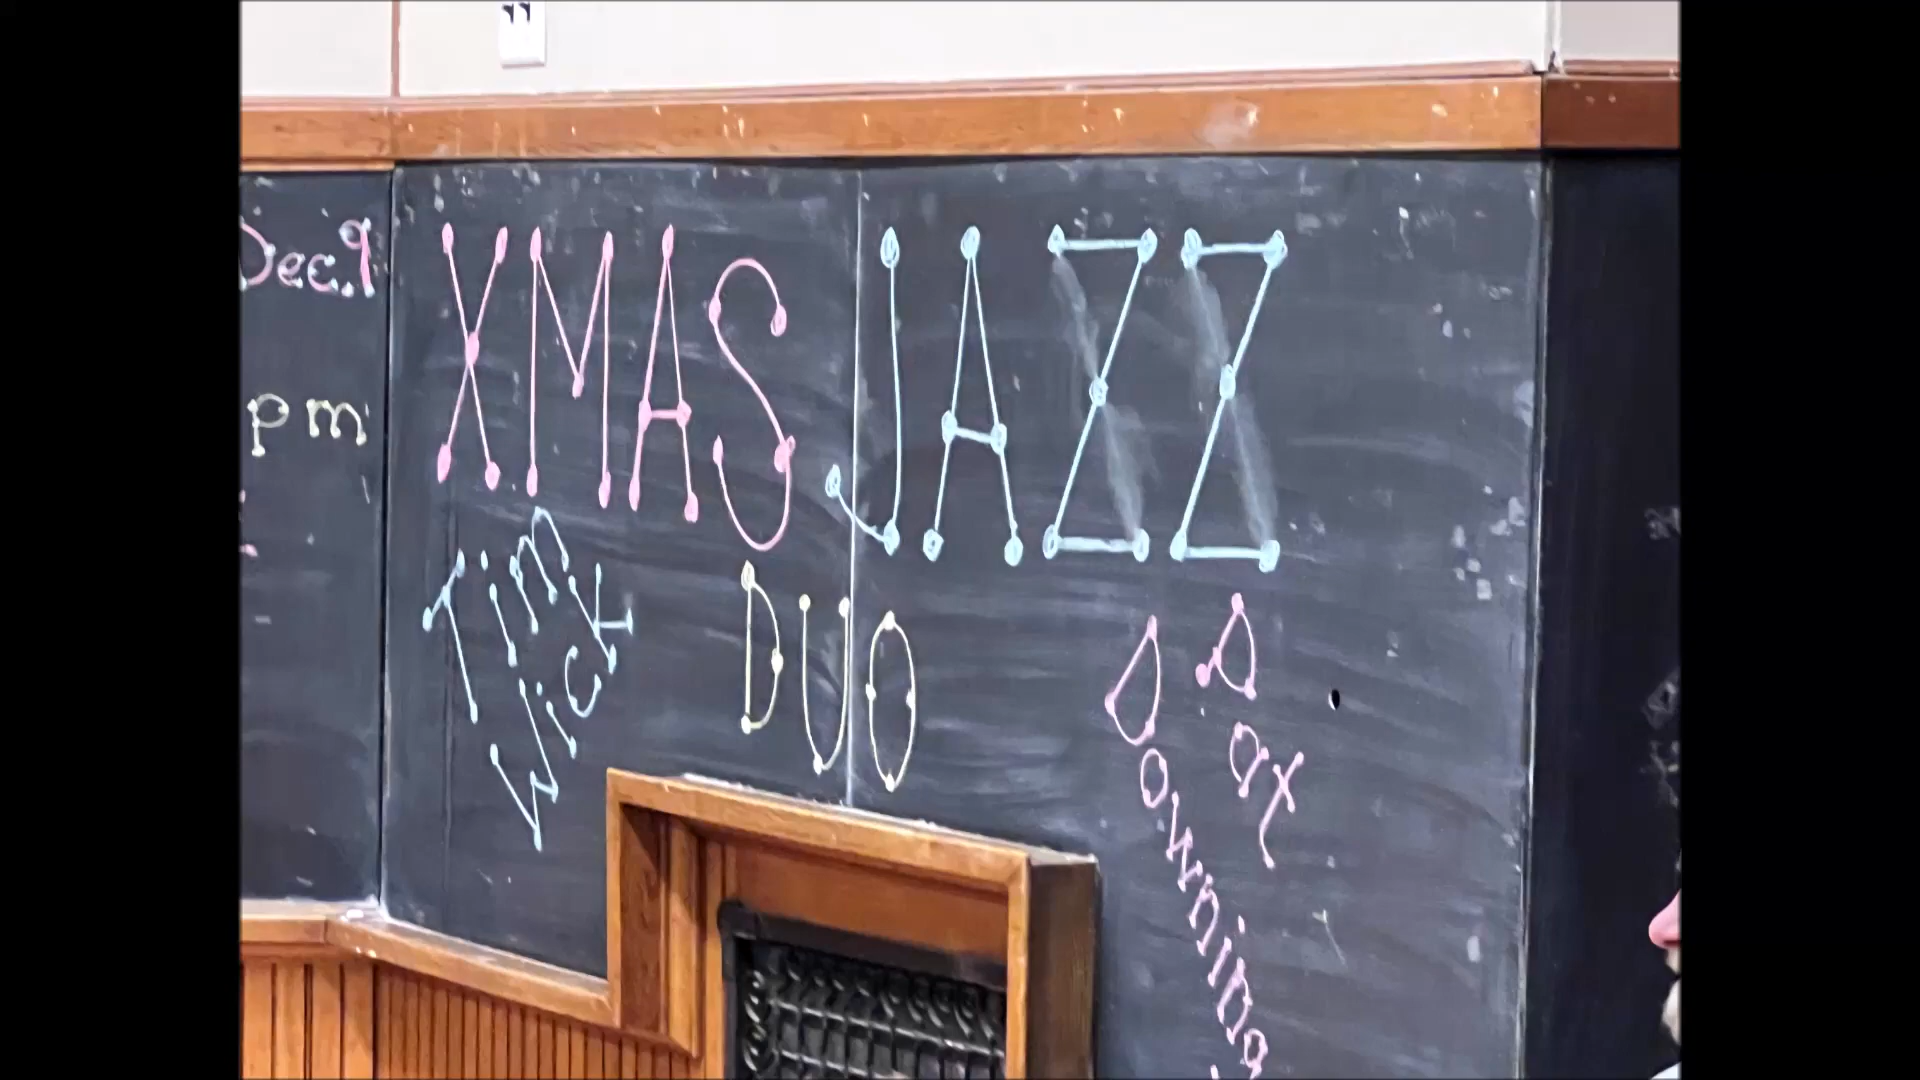 Dec. 9
pm
XMAS JAZZ
Tim
Wick
DUO
Pat
Downing